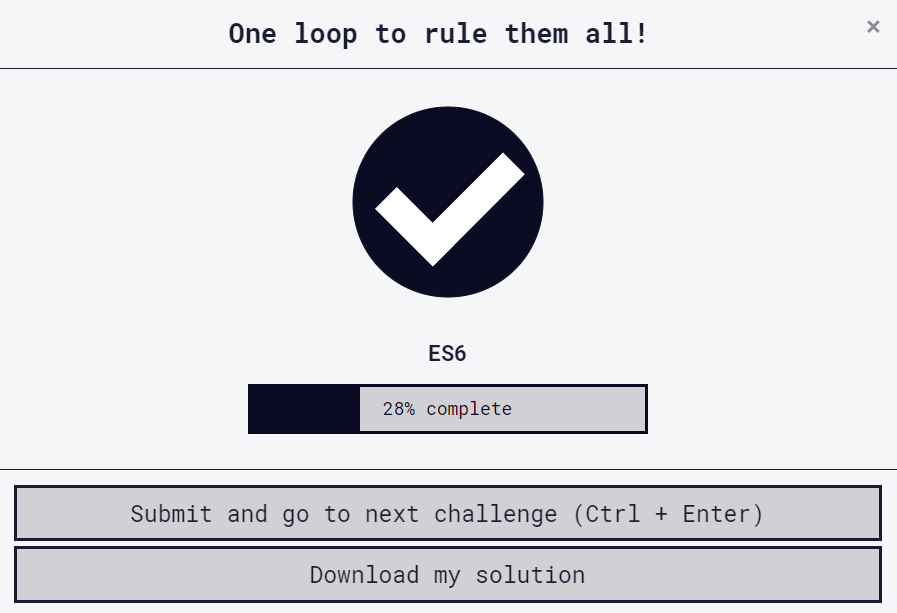 One loop to rule them all!
×
ES6
28% complete
Submit and go to next challenge (Ctrl + Enter)
Download my solution